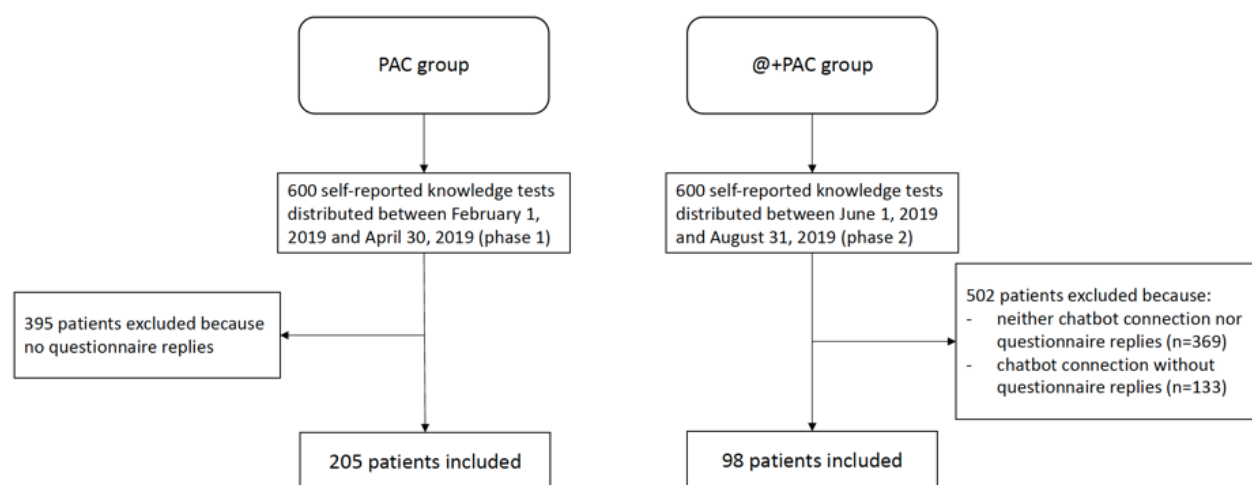 PAC group
600 self-reported knowledge tests
distributed between February 1,
2019 and April 30, 2019 (phase 1)
395 patients excluded because
no questionnaire replies
205 patients included
@+PAC group
600 self-reported knowledge tests
distributed between June 1, 2019
and August 31, 2019 (phase 2)
502 patients excluded because:
- neither chatbot connection nor
questionnaire replies (n=369)
- chatbot connection without
questionnaire replies (n=133)
98 patients included